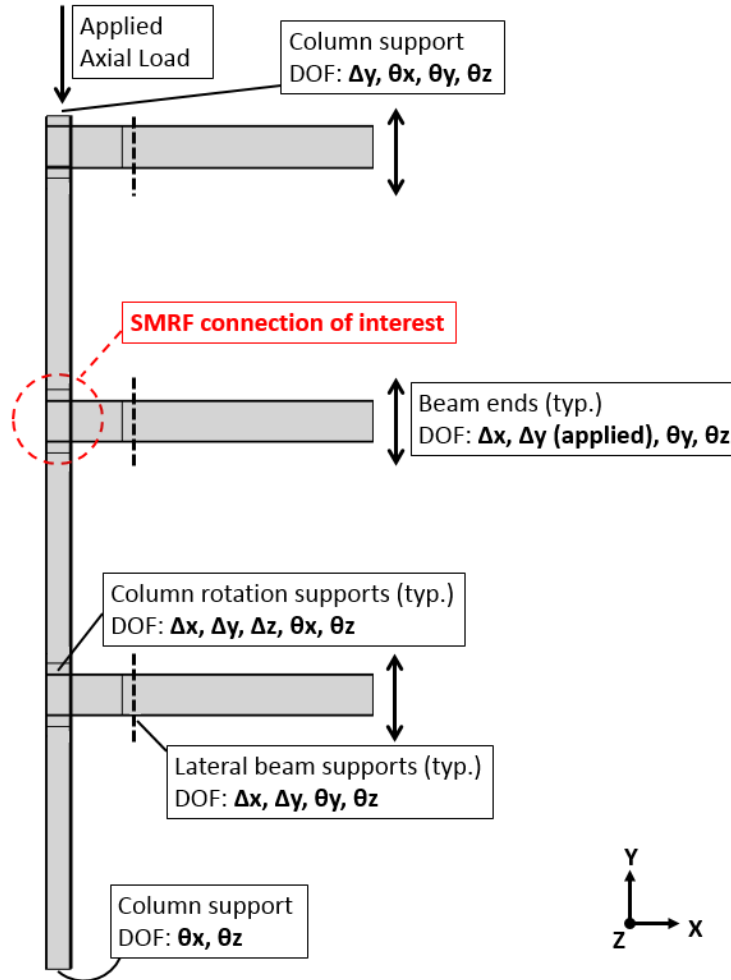 Applied
Axial Load
Column support
DOF: Δy, θx, θy, θz
SMRF connection of interest
Beam ends (typ.)
DOF: Δx, Δy (applied), θy, θz
Column rotation supports (typ.)
DOF: Δx, Δy, Δz, θx, θz
Lateral beam supports (typ.)
DOF: Δx, Δy, θy, θz
Column support
DOF: θx, θz
Y
Z
X